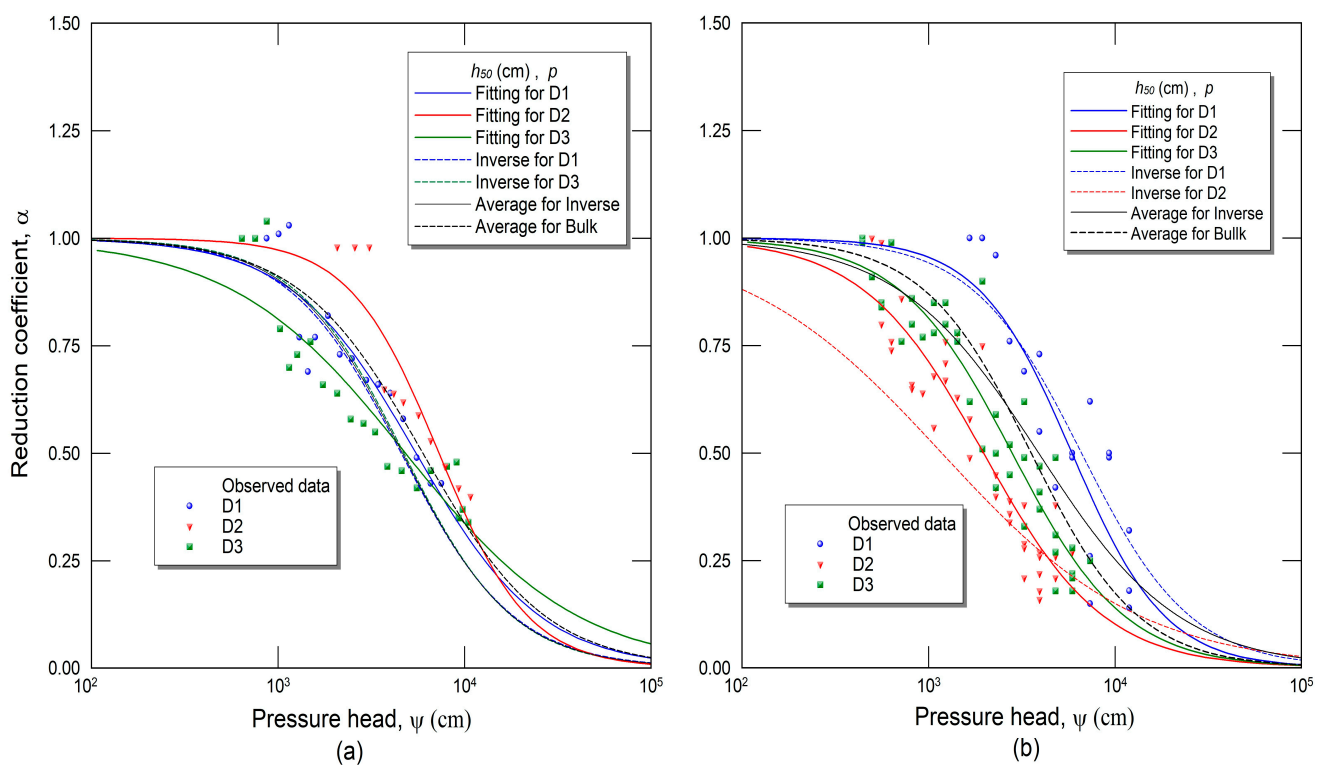 1.50
1.25
1.00
0.75
0.50
0.25
0.00
10²
10³
10⁴
10⁵
Reduction coefficient, α
Pressure head, ψ (cm)
(a)
h₅₀ (cm) , p
Fitting for D1
Fitting for D2
Fitting for D3
Inverse for D1
Inverse for D3
Average for Inverse
Average for Bulk
Observed data
D1
D2
D3
1.50
1.25
1.00
0.75
0.50
0.25
0.00
10²
10³
10⁴
10⁵
Pressure head, ψ (cm)
(b)
h₅₀ (cm) , p
Fitting for D1
Fitting for D2
Fitting for D3
Inverse for D1
Inverse for D2
Average for Inverse
Average for Bullk
Observed data
D1
D2
D3